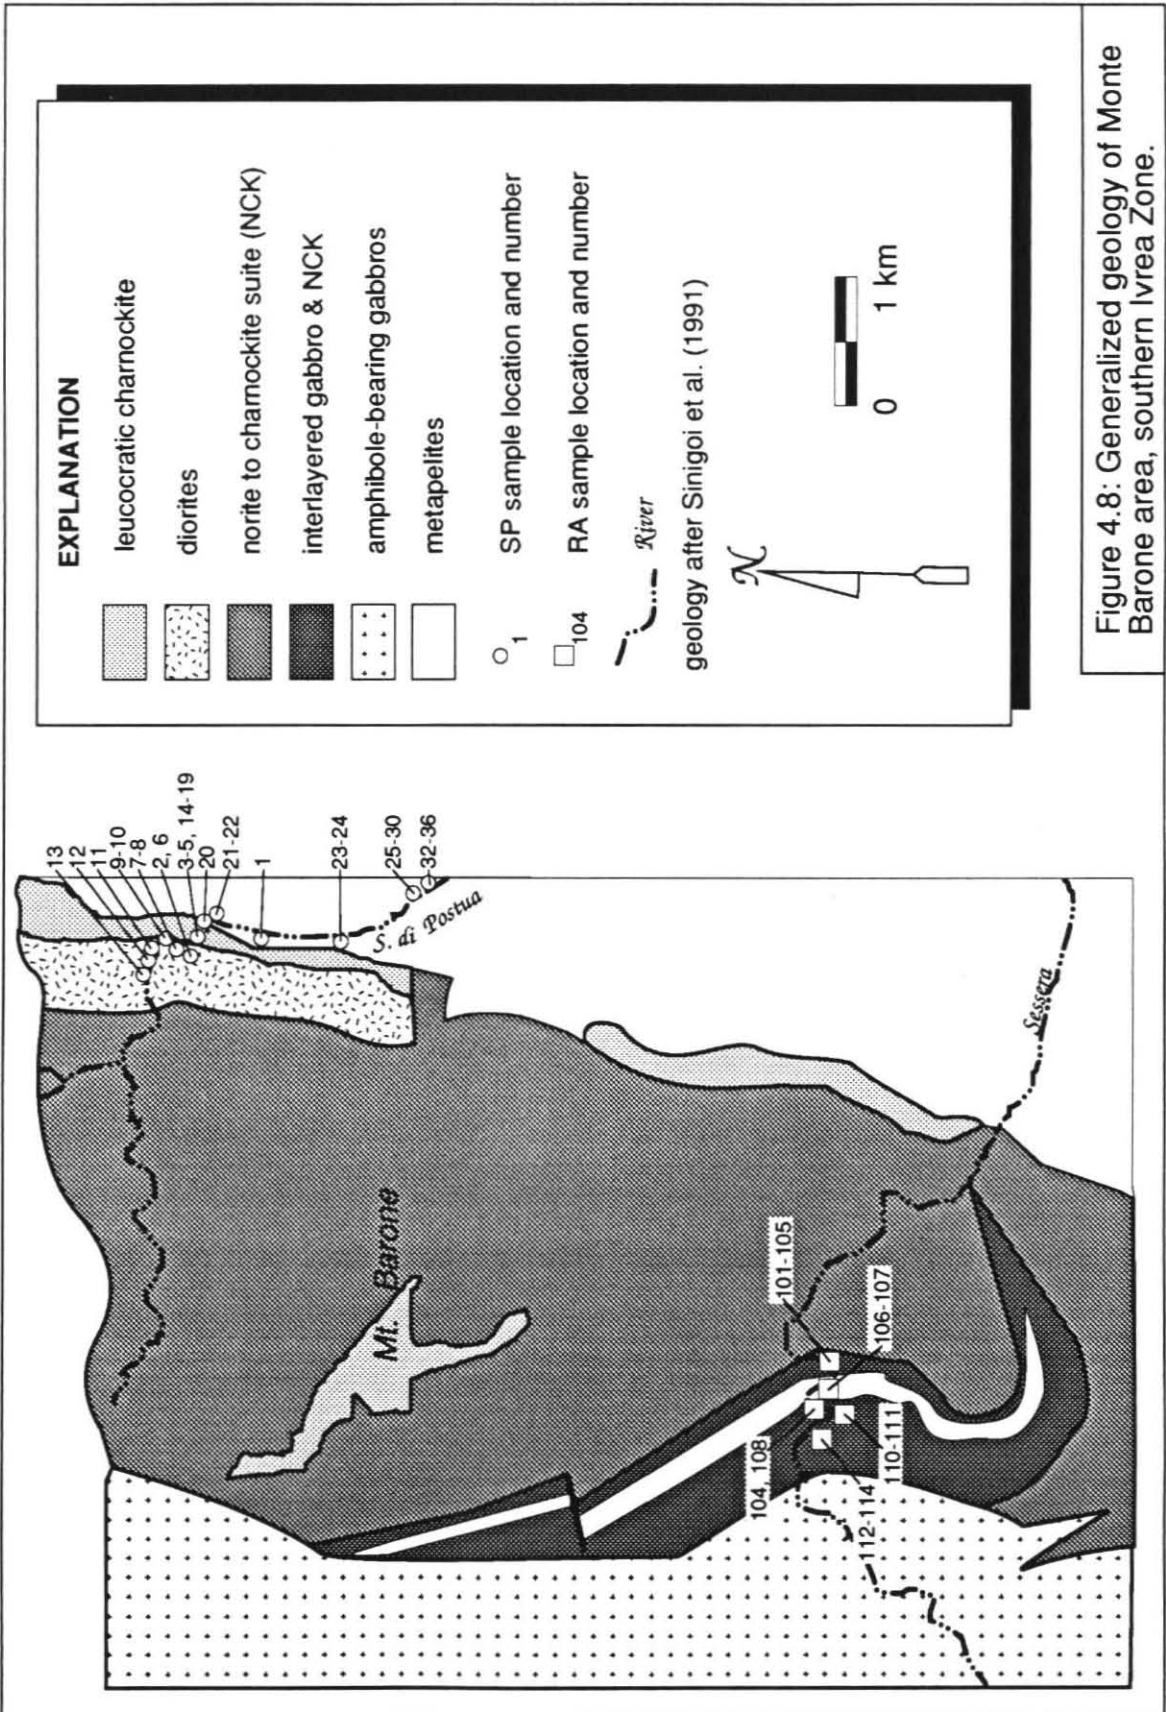 13
12
11
9-10
7-8
2, 6
3-5, 14-19
20
21-22
1
23-24
25-30
32-36
S. di Postua
Mt.
Barone
Sessera
101-105
106-107
104, 108
110-111
112-114
EXPLANATION
leucocratic charnockite
diorites
norite to charnockite suite (NCK)
interlayered gabbro & NCK
amphibole-bearing gabbros
metapelites
1
SP sample location and number
104
RA sample location and number
River
geology after Sinigoi et al. (1991)
N
0
1 km
Figure 4.8: Generalized geology of Monte
Barone area, southern Ivrea Zone.